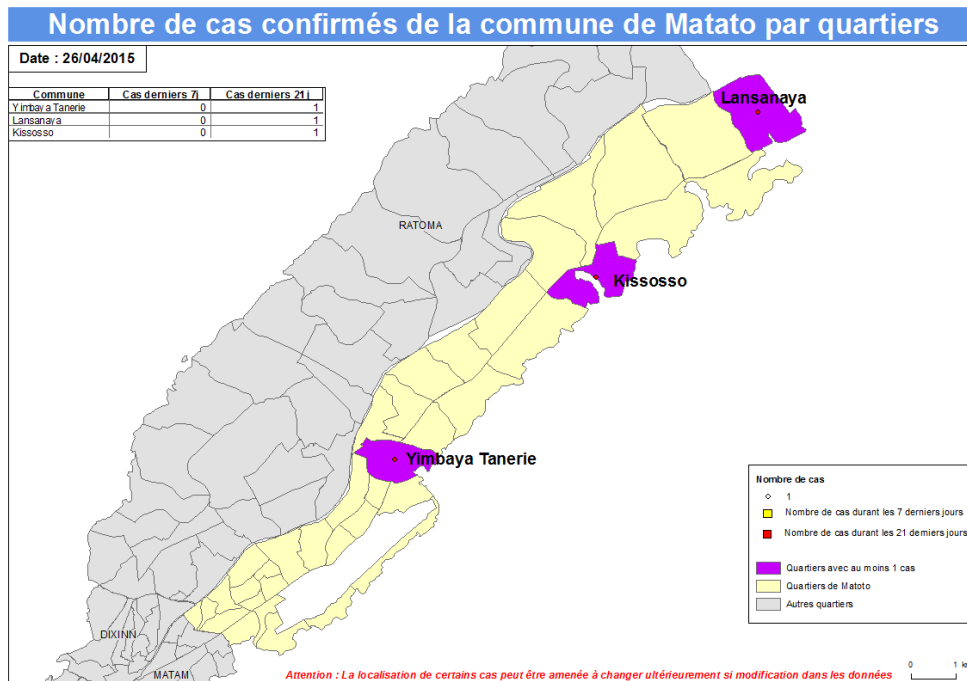 Nombre de cas confirmés de la commune de Matato par quartiers
Date : 26/04/2015
Commune Cas derniers 7j Cas derniers 21j
Yimbaya Tanerie 0 1
Lansanaya 0 1
Kissosso 0 1
Lansanaya
RATOMA
Kissosso
Yimbaya Tanerie
Nombre de cas
1
Nombre de cas durant les 7 derniers jours
Nombre de cas durant les 21 derniers jours
Quartiers avec au moins 1 cas
Quartiers de Matoto
Autres quartiers
DIXINN
MATAM
Attention : La localisation de certains cas peut être amenée à changer ultérieurement si modification dans les données
0 1 k